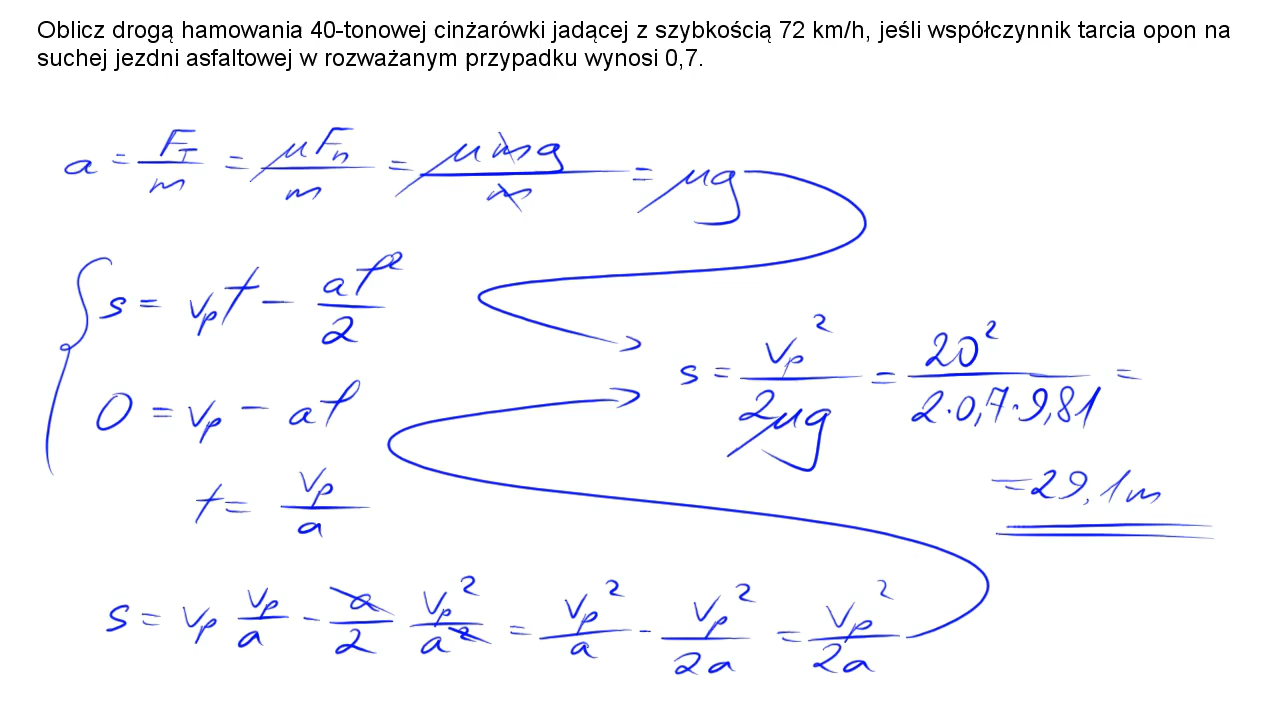 Oblicz drogą hamowania 40-tonowej cinżarówki jadącej z szybkością 72 km/h, jeśli współczynnik tarcia opon na
suchej jezdni asfaltowej w rozważanym przypadku wynosi 0,7.
a = F_T/m = μF_n/m = μmg/m = μg
s = v_p t - at²/2
0 = v_p - at
t = v_p/a
s = v_p v_p/a - a/2 v_p²/a² = v_p²/a - v_p²/2a = v_p²/2a
s = v_p²/2μg = 20²/2·0,7·9,81 =
= 29,1m